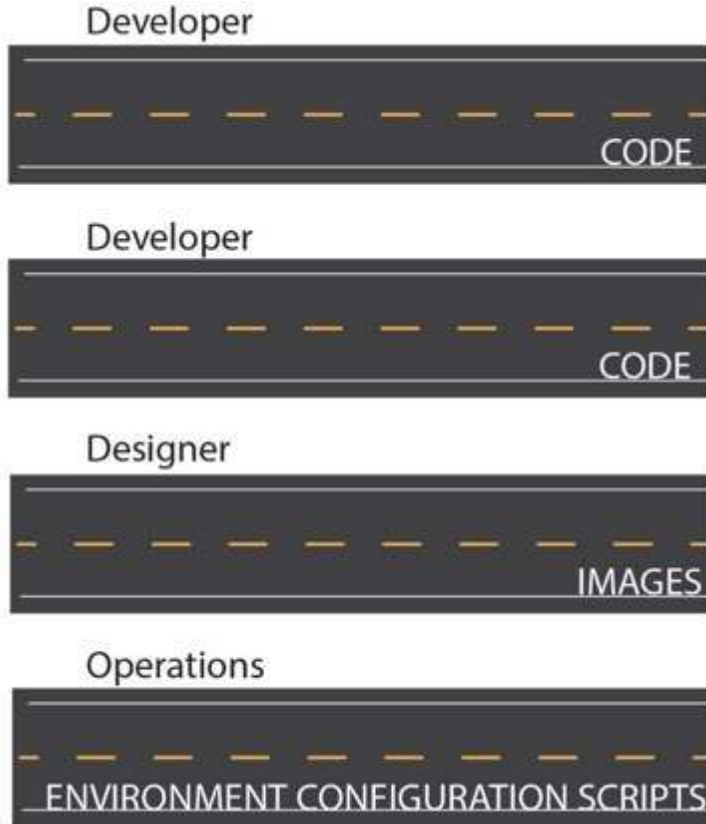 Developer
CODE
Developer
CODE
Designer
IMAGES
Operations
ENVIRONMENT CONFIGURATION SCRIPTS